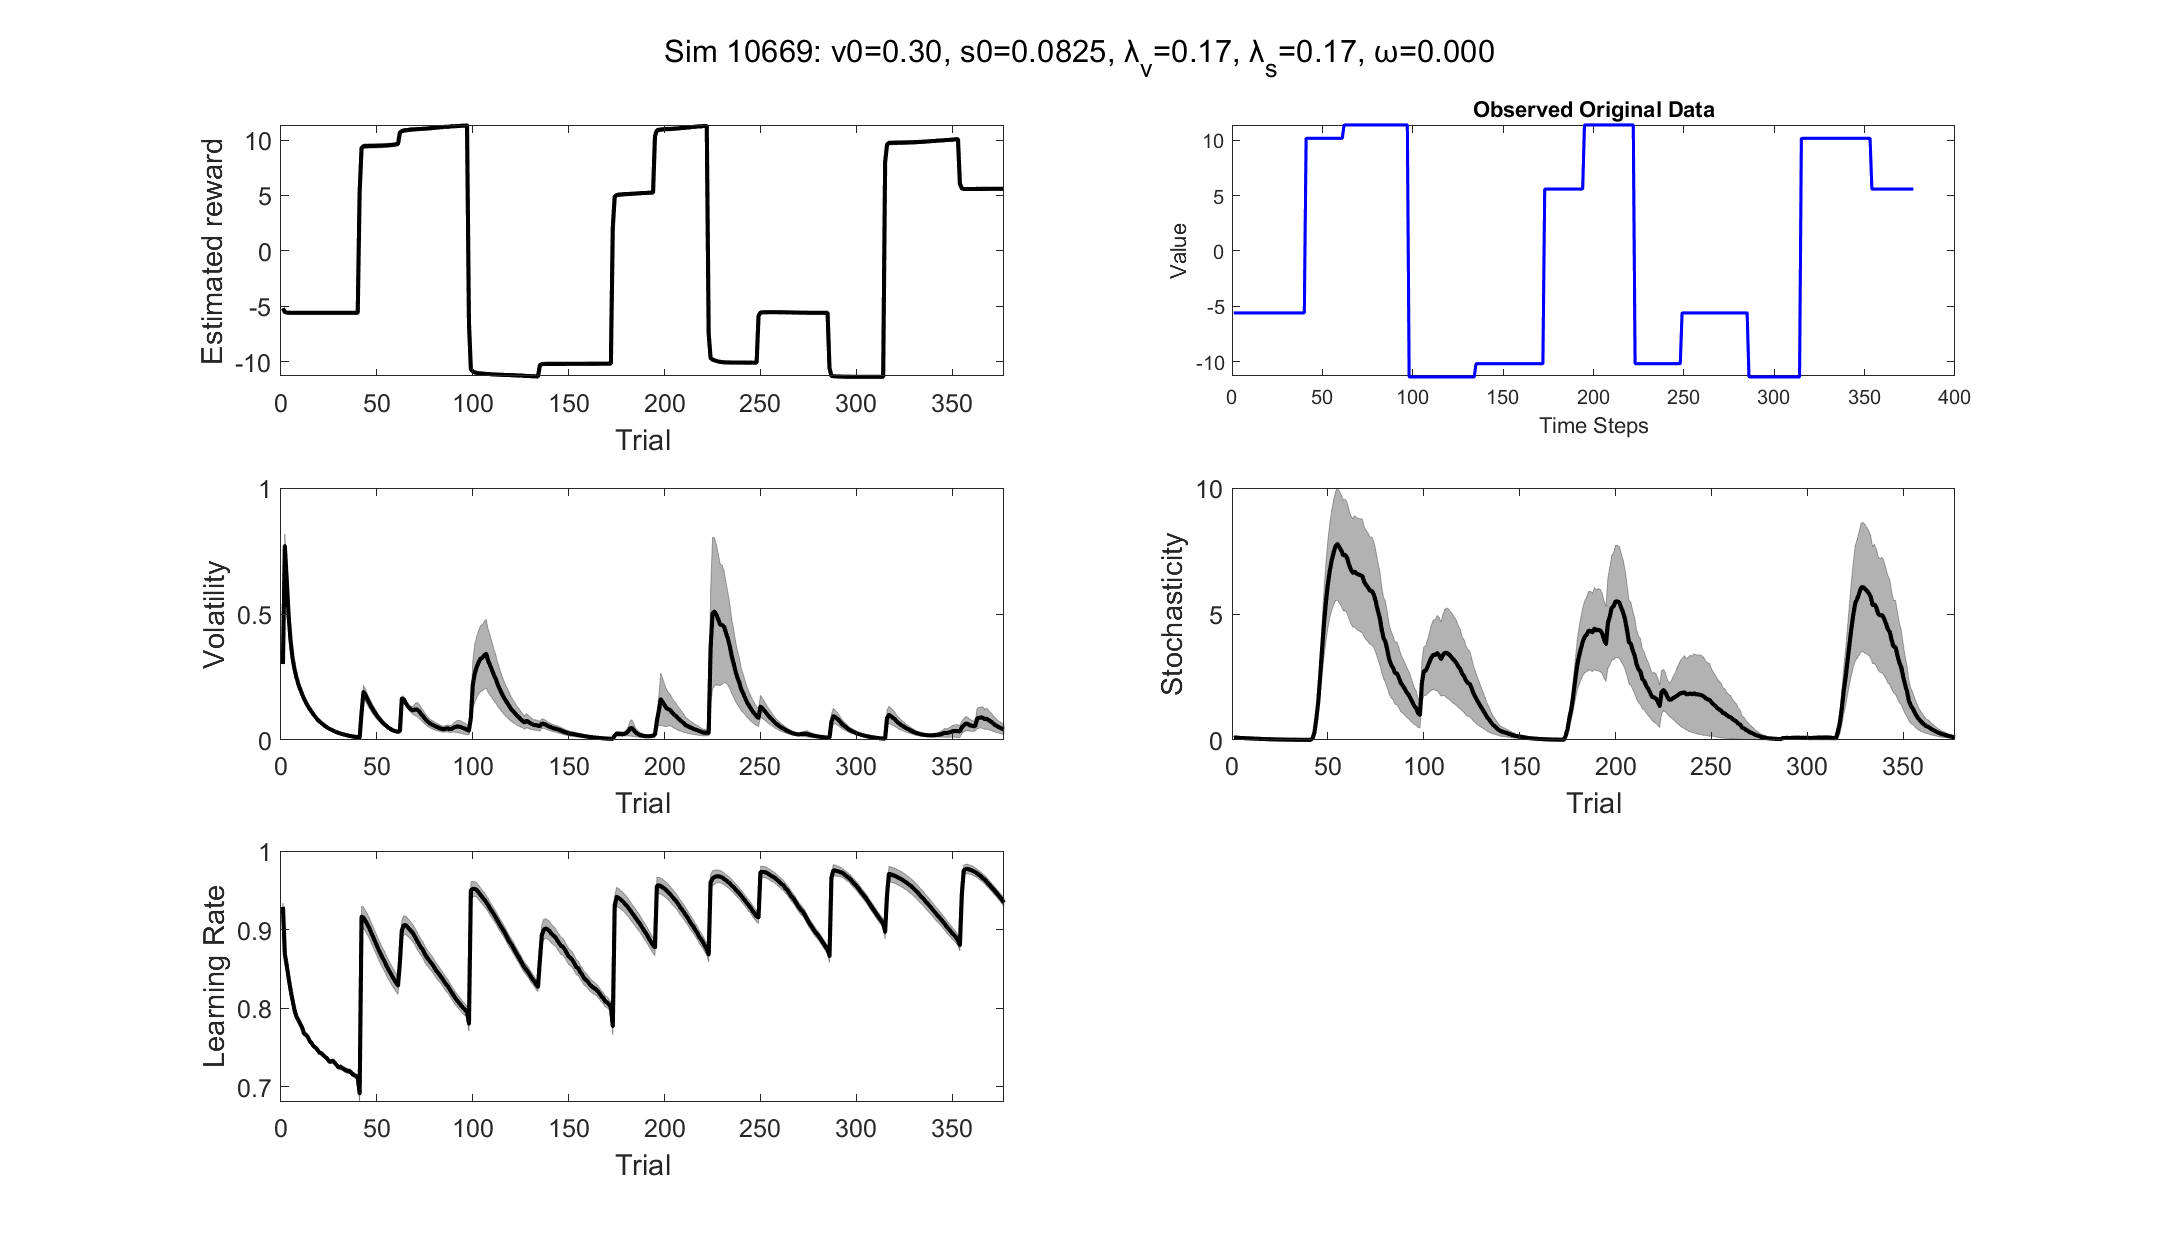 Sim 10669: v0=0.30, s0=0.0825, λv=0.17, λs=0.17, ω=0.000
Estimated reward
10
5
0
-5
-10
0 50 100 150 200 250 300 350
Trial
Observed Original Data
Value
10
5
0
-5
-10
0 50 100 150 200 250 300 350 400
Time Steps
Volatility
1
0.5
0
0 50 100 150 200 250 300 350
Trial
Stochasticity
10
5
0
0 50 100 150 200 250 300 350
Trial
Learning Rate
1
0.9
0.8
0.7
0 50 100 150 200 250 300 350
Trial